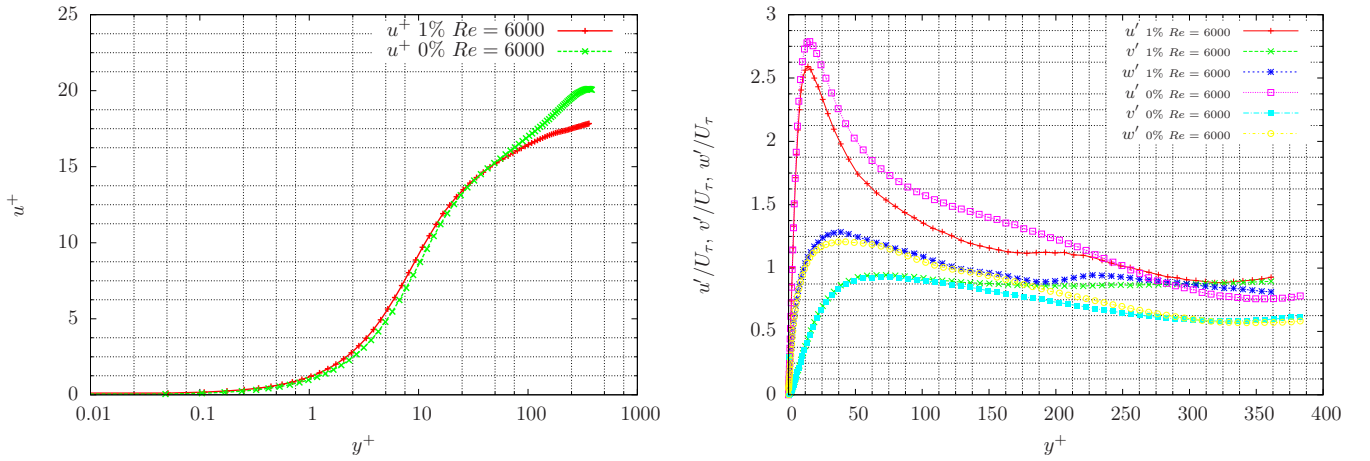 u⁺ 1% Re = 6000
u⁺ 0% Re = 6000
25
20
15
10
5
0
u⁺
0.01 0.1 1 10 100 1000
y⁺
u′ 1% Re = 6000
v′ 1% Re = 6000
w′ 1% Re = 6000
u′ 0% Re = 6000
v′ 0% Re = 6000
w′ 0% Re = 6000
3
2.5
2
1.5
1
0.5
0
u′/U_τ, v′/U_τ, w′/U_τ
0 50 100 150 200 250 300 350 400
y⁺